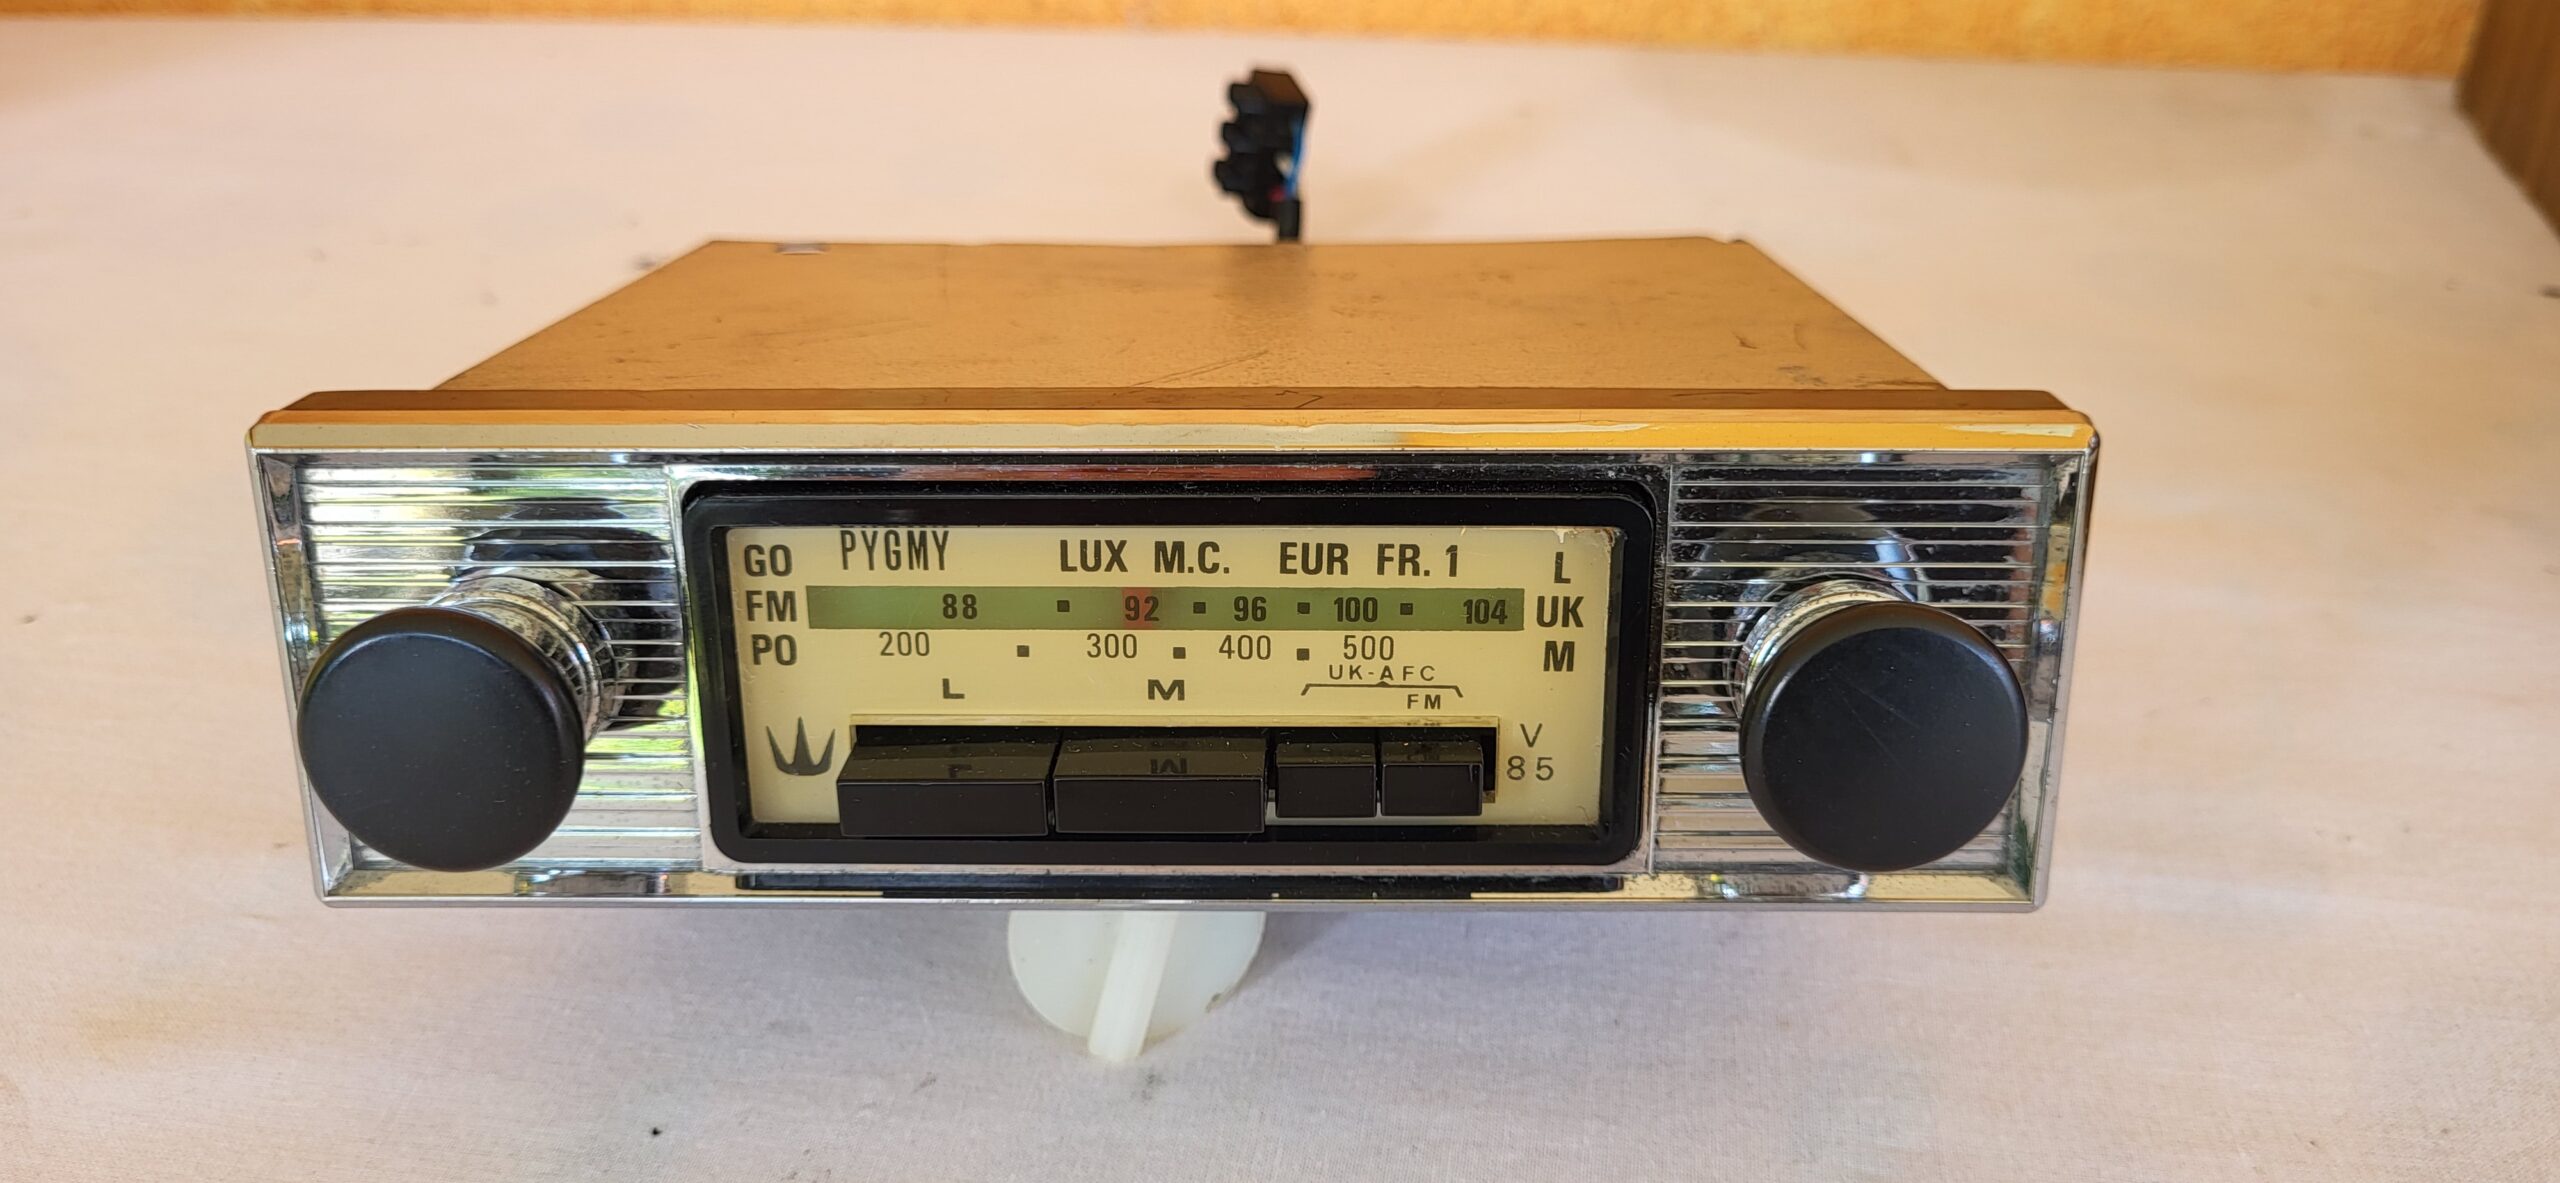 GO PYGMY LUX M.C. EUR FR. 1 L
FM 88 92 96 100 104 UK
PO 200 300 400 500 M
UK-AFC
L M FM
V
85
L M